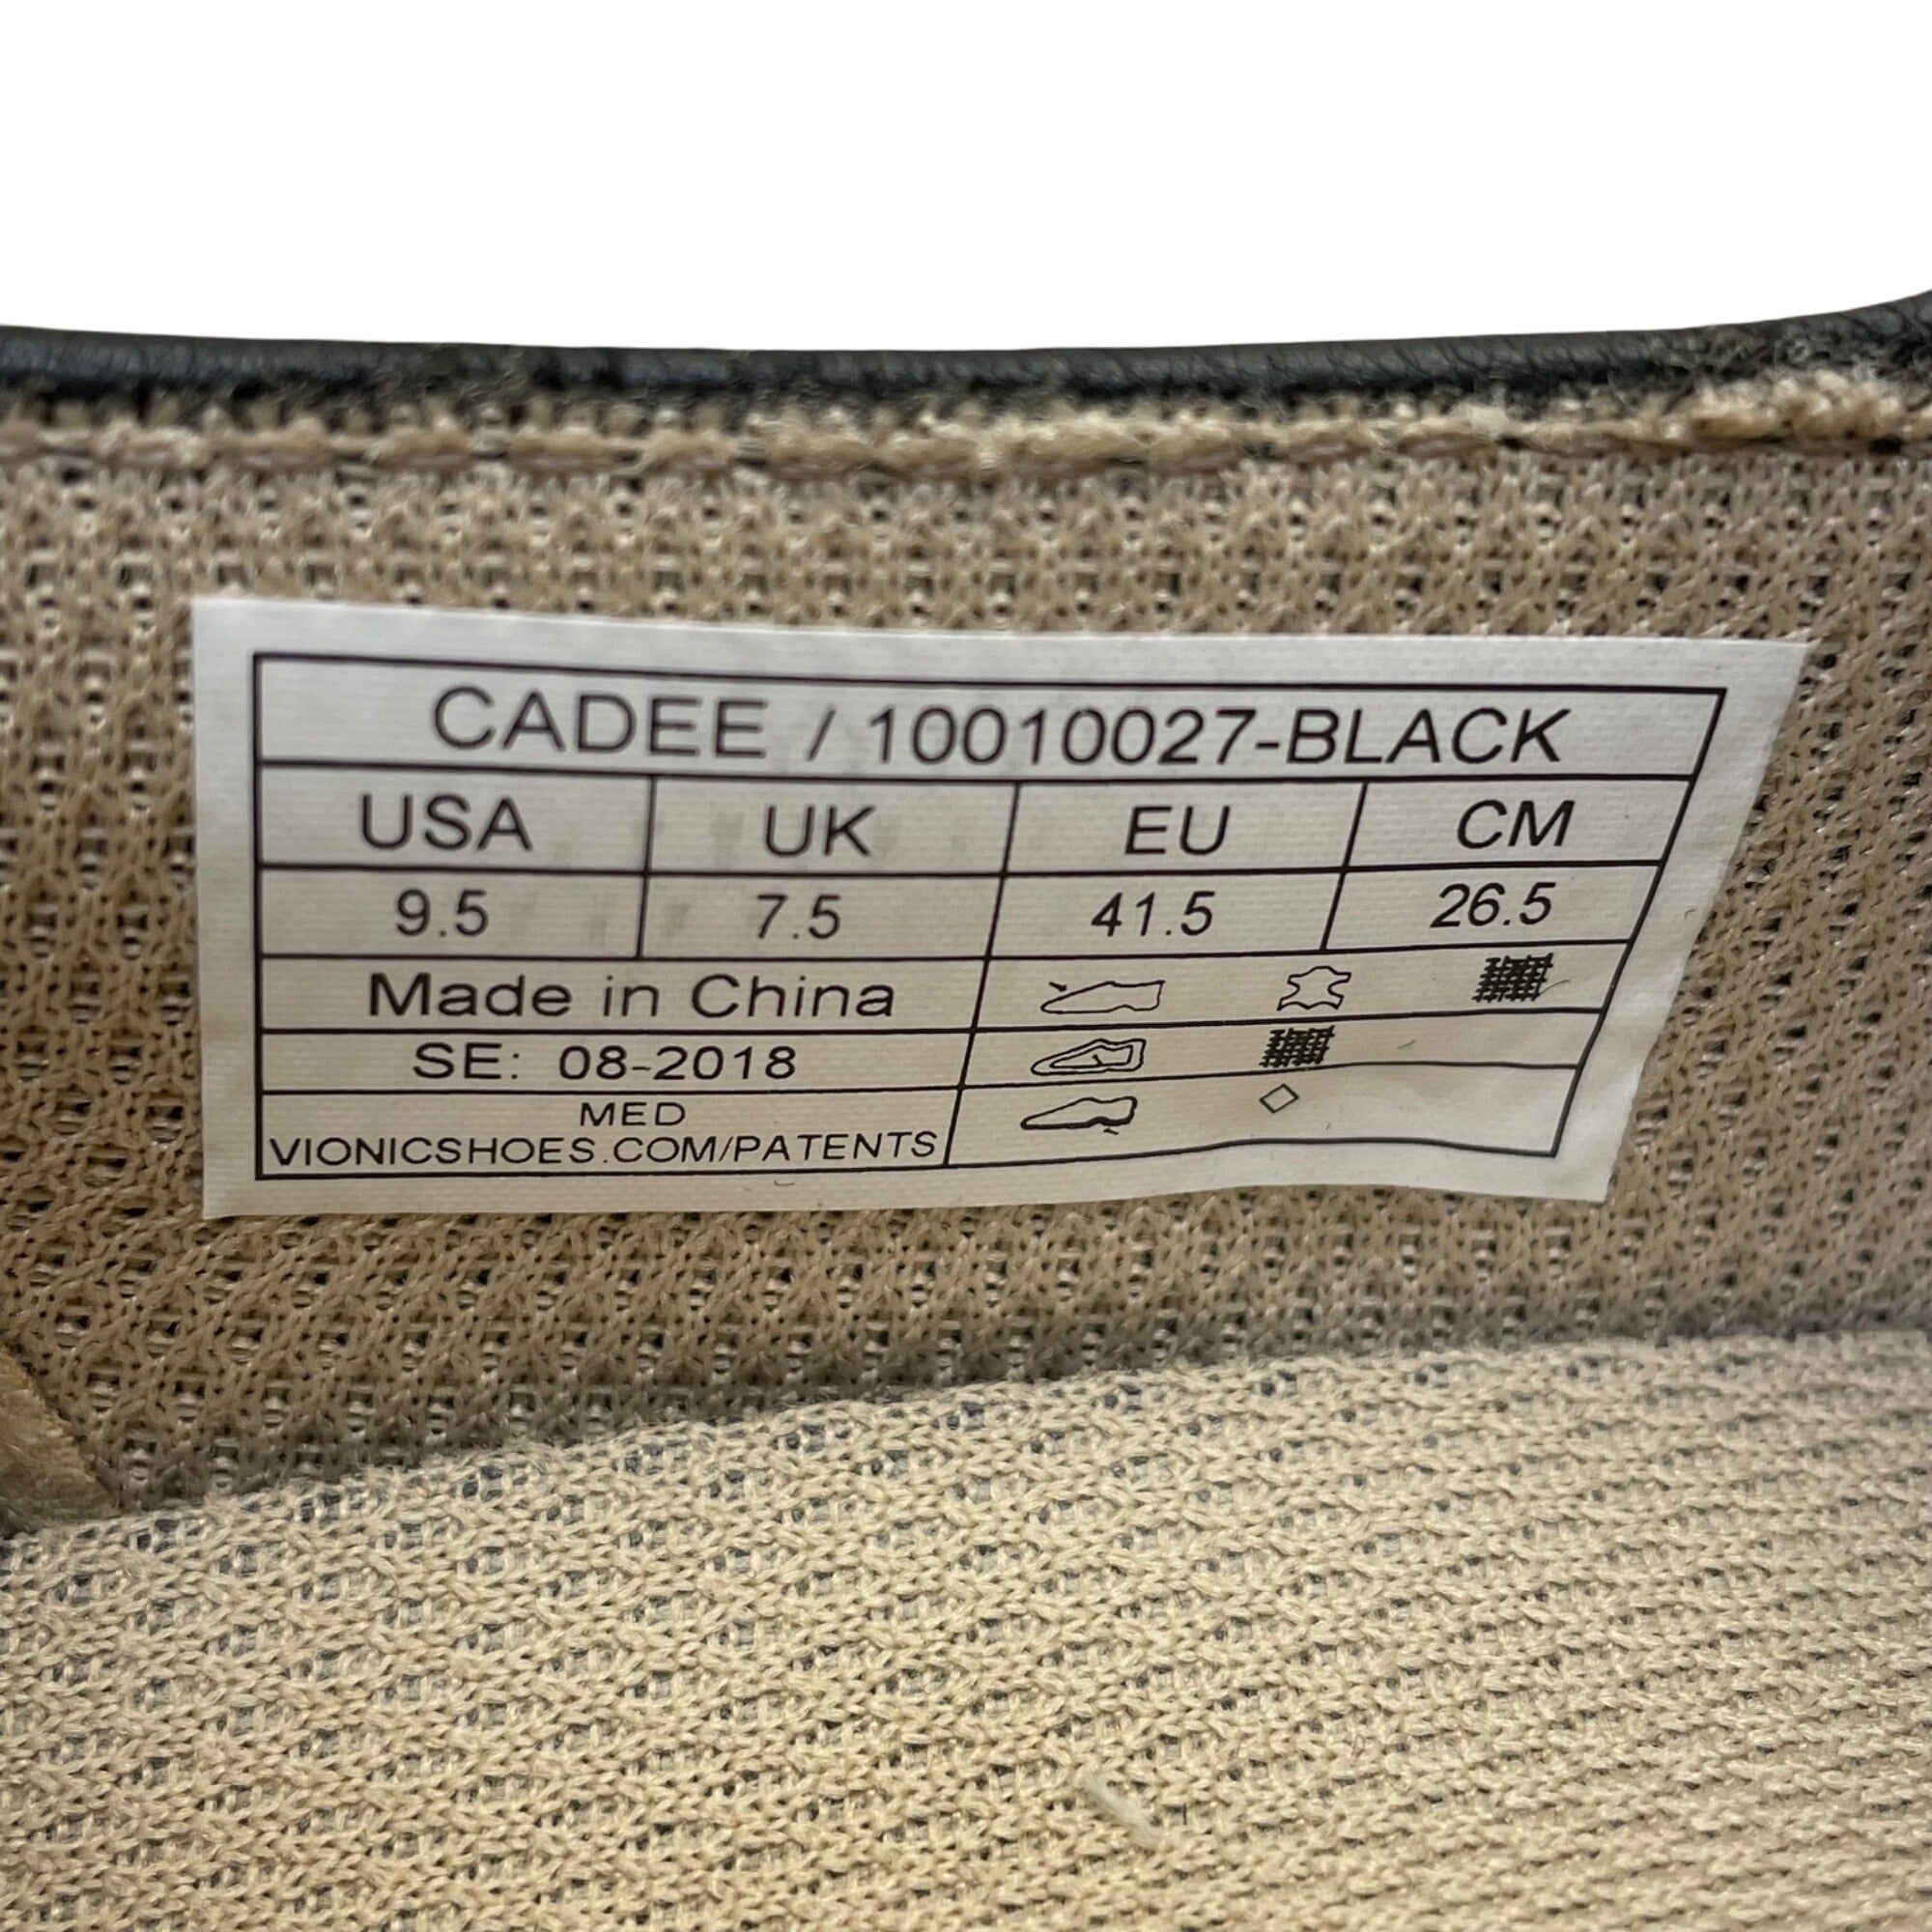 CADEE / 10010027-BLACK
USA UK EU CM
9.5 7.5 41.5 26.5
Made in China
SE: 08-2018
MED
VIONICSHOES.COM/PATENTS